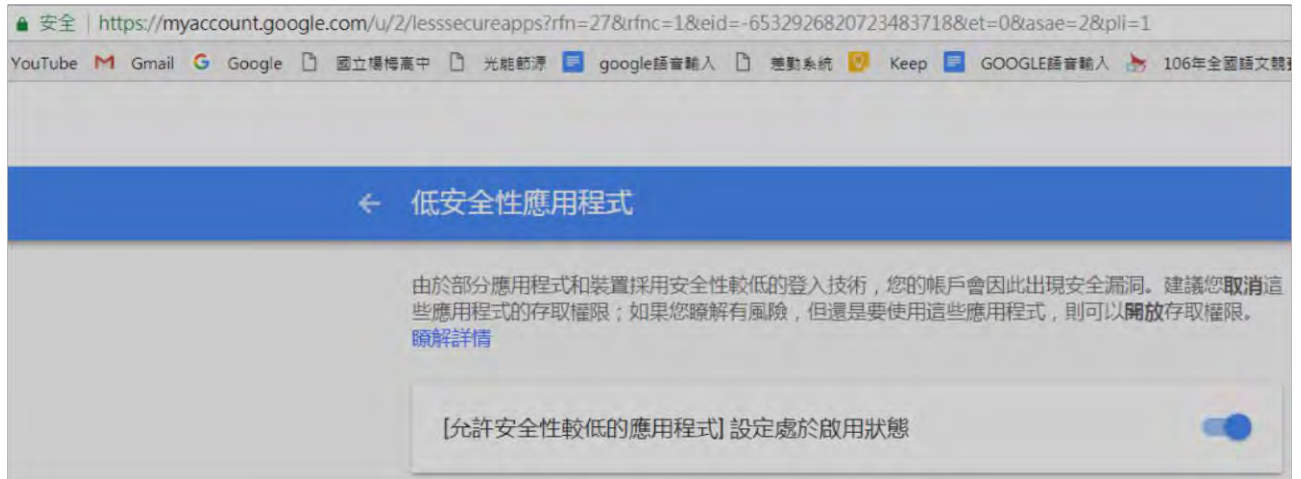 安全 https://myaccount.google.com/u/2/lesssecureapps?rfn=27&rfnc=1&eid=-6532926820723483718&et=0&asae=2&pli=1
YouTube M Gmail G Google 國立楊梅高中 光能節源 google語音輸入 差勤系統 Keep GOOGLE語音輸入 106年全國語文競
← 低安全性應用程式
由於部分應用程式和裝置採用安全性較低的登入技術，您的帳戶會因此出現安全漏洞。建議您取消這
些應用程式的存取權限；如果您瞭解有風險，但還是要使用這些應用程式，則可以開放存取權限。
瞭解詳情
[允許安全性較低的應用程式] 設定處於啟用狀態